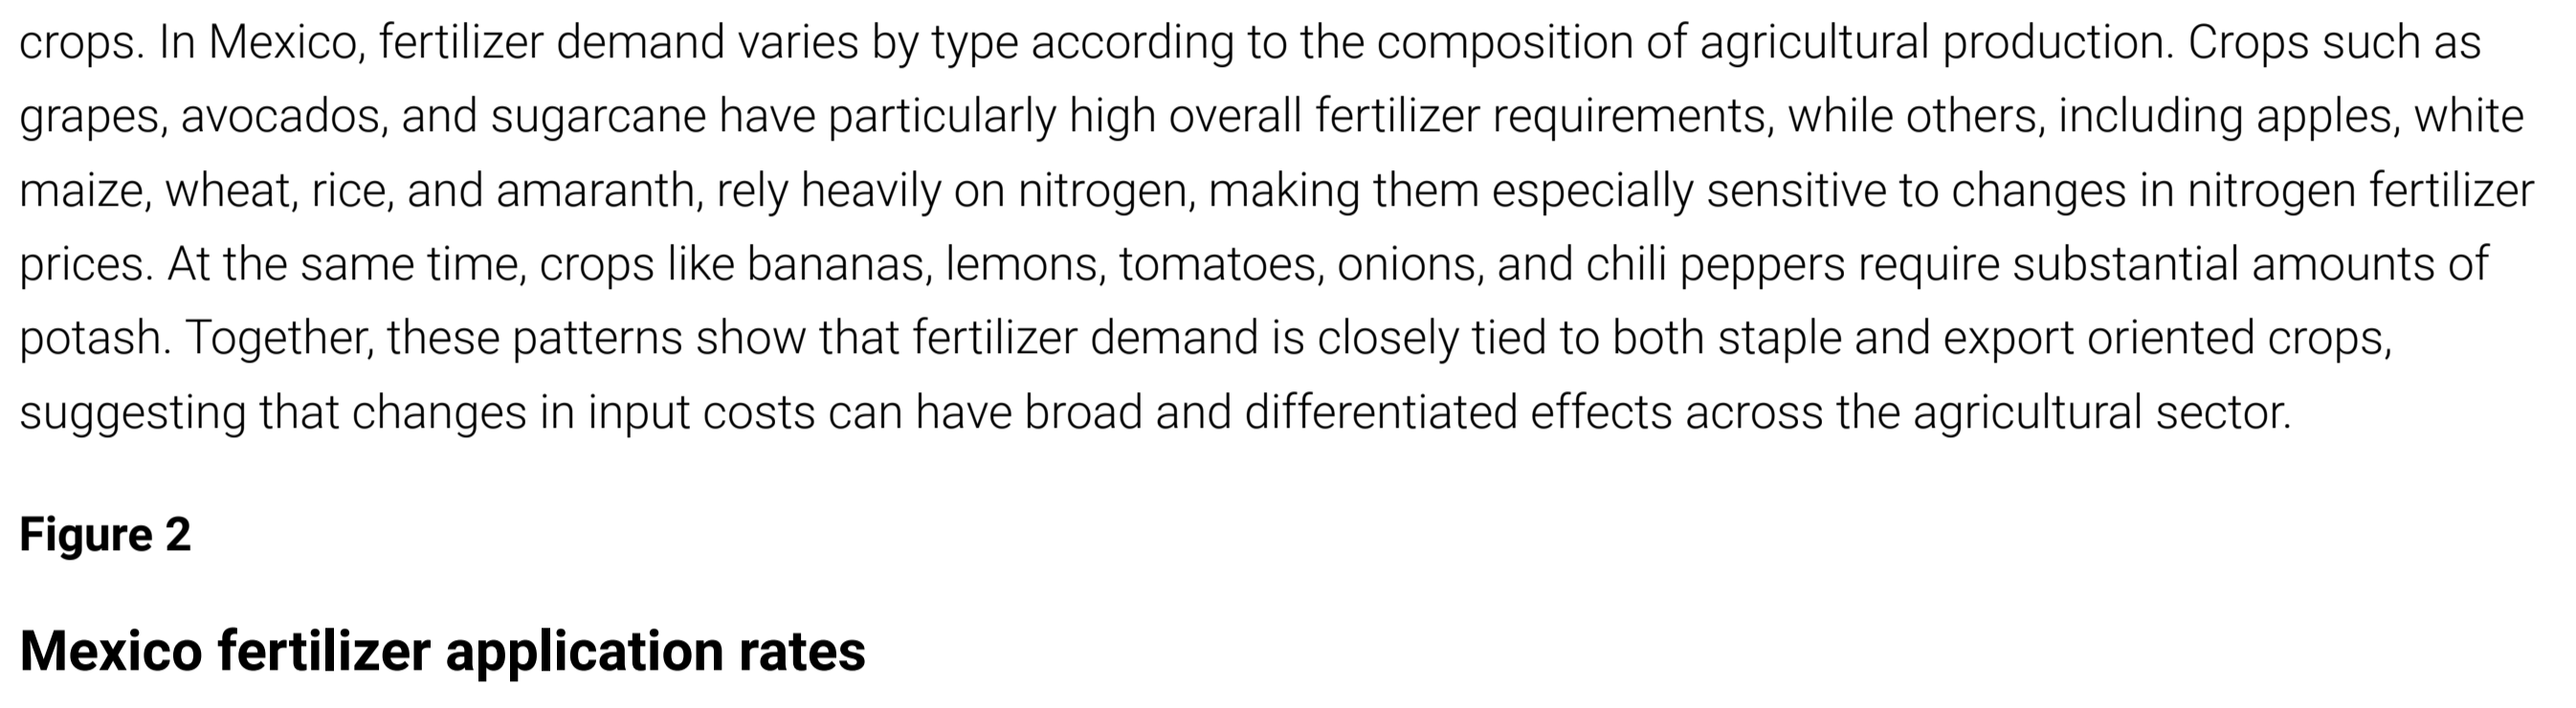 crops. In Mexico, fertilizer demand varies by type according to the composition of agricultural production. Crops such as
grapes, avocados, and sugarcane have particularly high overall fertilizer requirements, while others, including apples, white
maize, wheat, rice, and amaranth, rely heavily on nitrogen, making them especially sensitive to changes in nitrogen fertilizer
prices. At the same time, crops like bananas, lemons, tomatoes, onions, and chili peppers require substantial amounts of
potash. Together, these patterns show that fertilizer demand is closely tied to both staple and export oriented crops,
suggesting that changes in input costs can have broad and differentiated effects across the agricultural sector.
Figure 2
Mexico fertilizer application rates